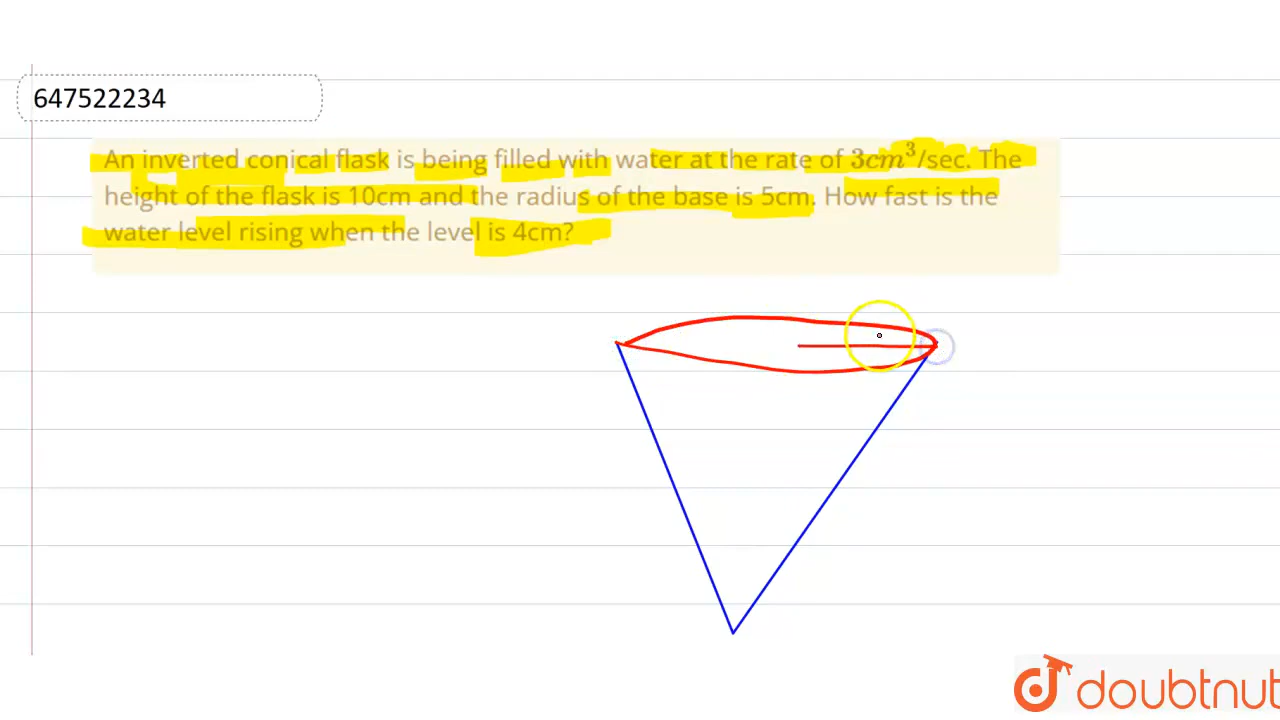 647522234
An inverted conical flask is being filled with water at the rate of 3cm³/sec. The
height of the flask is 10cm and the radius of the base is 5cm. How fast is the
water level rising when the level is 4cm?
doubtnut